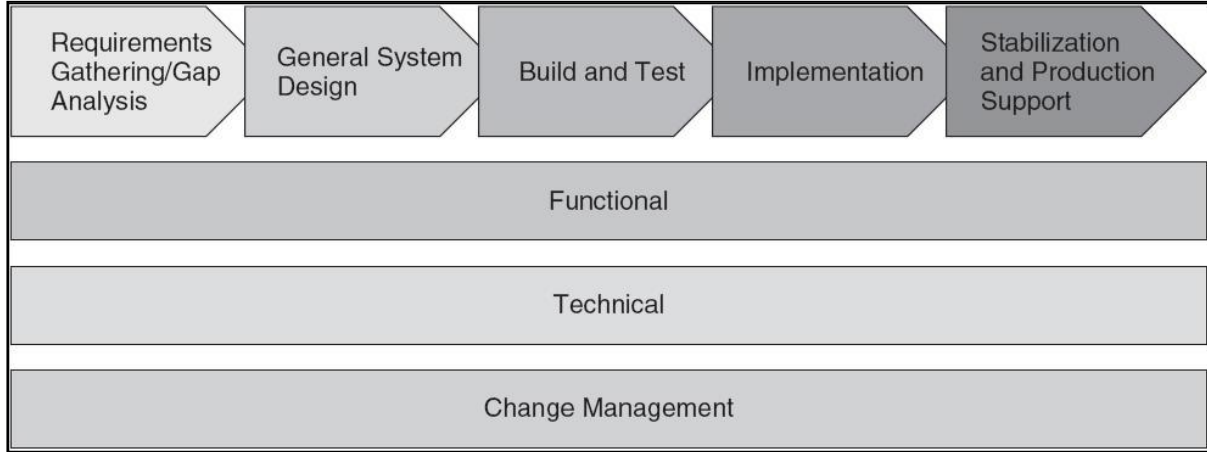 Requirements
Gathering/Gap
Analysis
General System
Design
Build and Test
Implementation
Stabilization
and Production
Support
Functional
Technical
Change Management